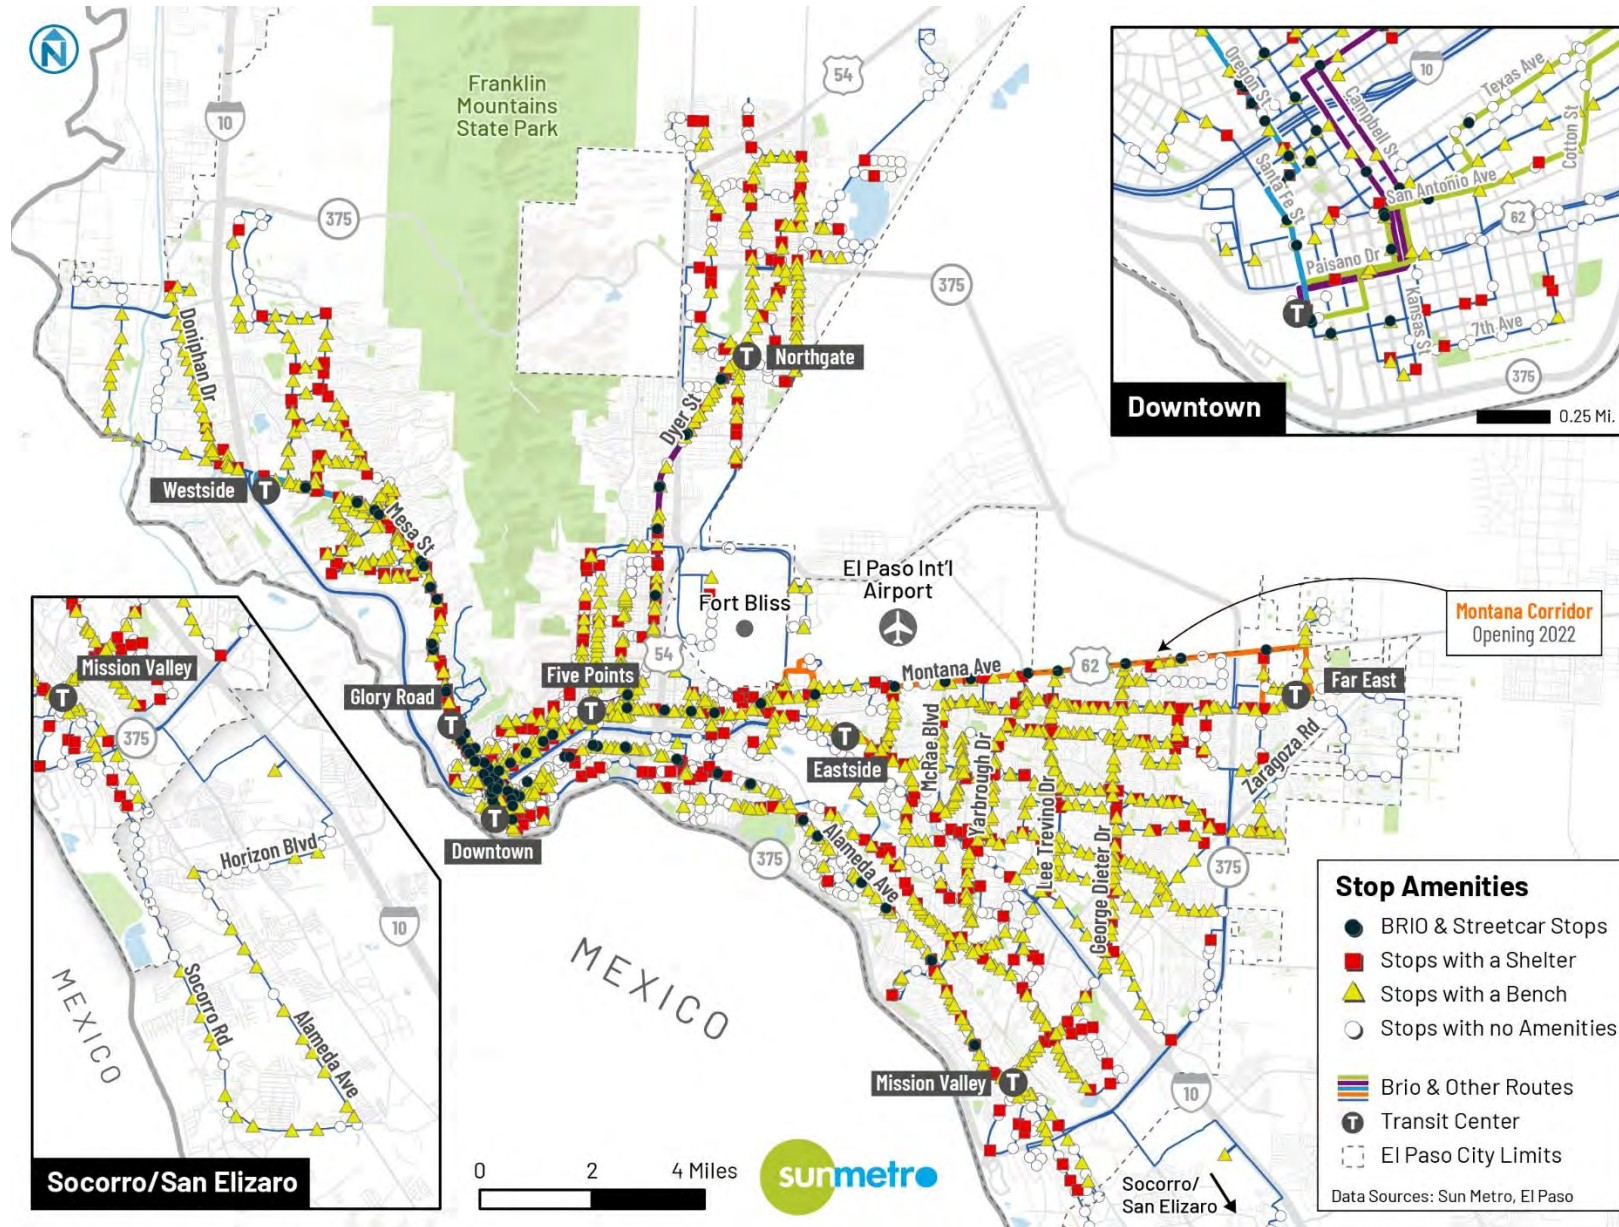 N
Franklin
Mountains
State Park
54
10
375
375
Doniphan Dr
Northgate
Dyer St
Westside
Mesa St
El Paso Int'l
Airport
Fort Bliss
54
Five Points
Glory Road
Montana Ave
62
Montana Corridor
Opening 2022
Far East
Eastside
McRae Blvd
Yarbrough Dr
Lee Trevino Dr
George Dieter Dr
Zaragoza Rd
Downtown
375
Alameda Ave
375
MEXICO
Mission Valley
10
Socorro/
San Elizaro
Oregon St
10
Texas Ave
Campbell St
Cotton St
Santa Fe St
San Antonio Ave
62
Paisano Dr
Kansas St
7th Ave
375
Downtown
0.25 Mi.
Mission Valley
375
Horizon Blvd
10
Socorro Rd
Alameda Ave
MEXICO
Socorro/San Elizaro
0 2 4 Miles
sunmetro
Stop Amenities
BRIO & Streetcar Stops
Stops with a Shelter
Stops with a Bench
Stops with no Amenities
Brio & Other Routes
T Transit Center
El Paso City Limits
Data Sources: Sun Metro, El Paso